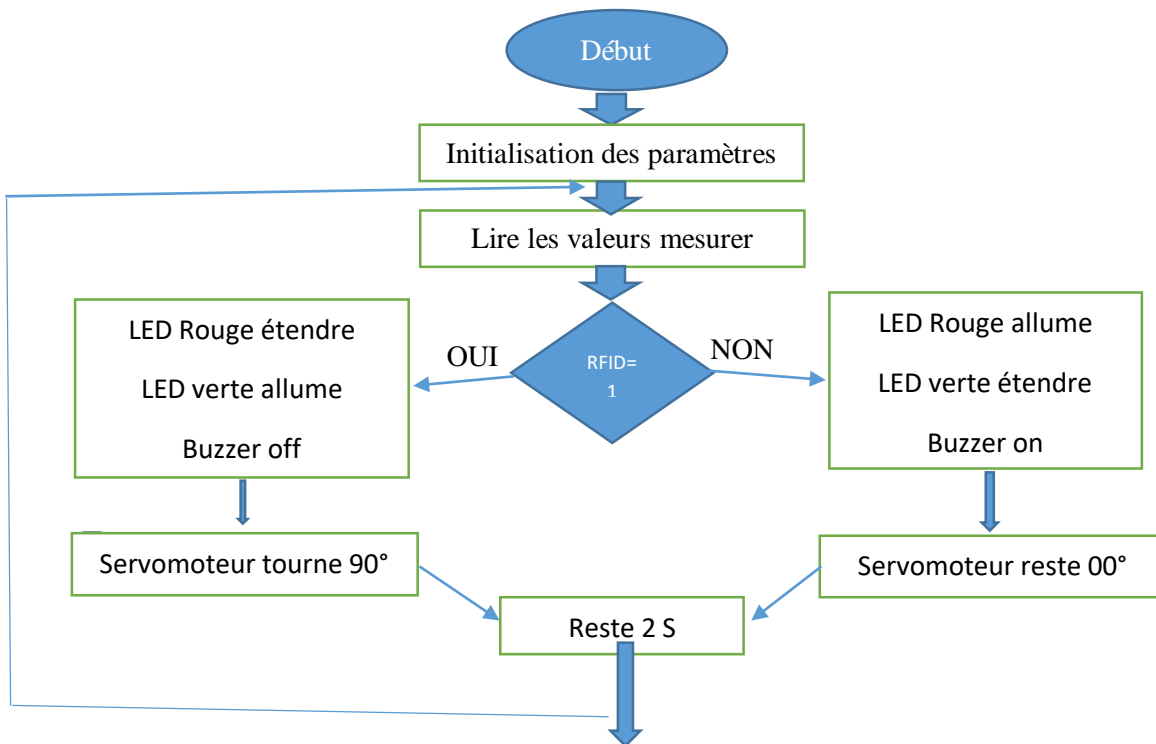 Début
Initialisation des paramètres
Lire les valeurs mesurer
RFID=
1
OUI
NON
LED Rouge étendre
LED verte allume
Buzzer off
LED Rouge allume
LED verte étendre
Buzzer on
Servomoteur tourne 90°
Servomoteur reste 00°
Reste 2 S